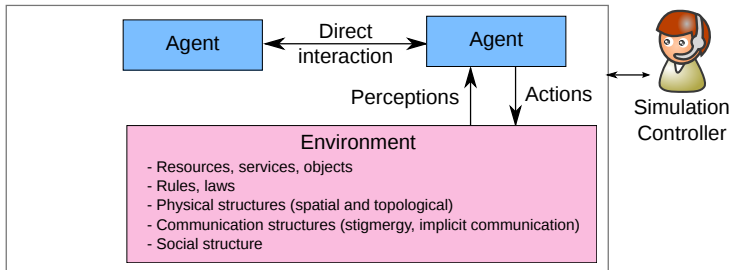 Agent
Direct
interaction
Agent
Perceptions
Actions
Simulation
Controller
Environment
- Resources, services, objects
- Rules, laws
- Physical structures (spatial and topological)
- Communication structures (stigmergy, implicit communication)
- Social structure